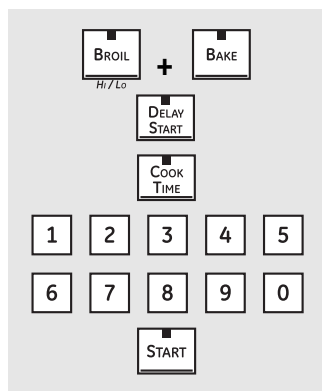 BROIL + BAKE
HI / LO
DELAY
START
COOK
TIME
1 2 3 4 5
6 7 8 9 0
START